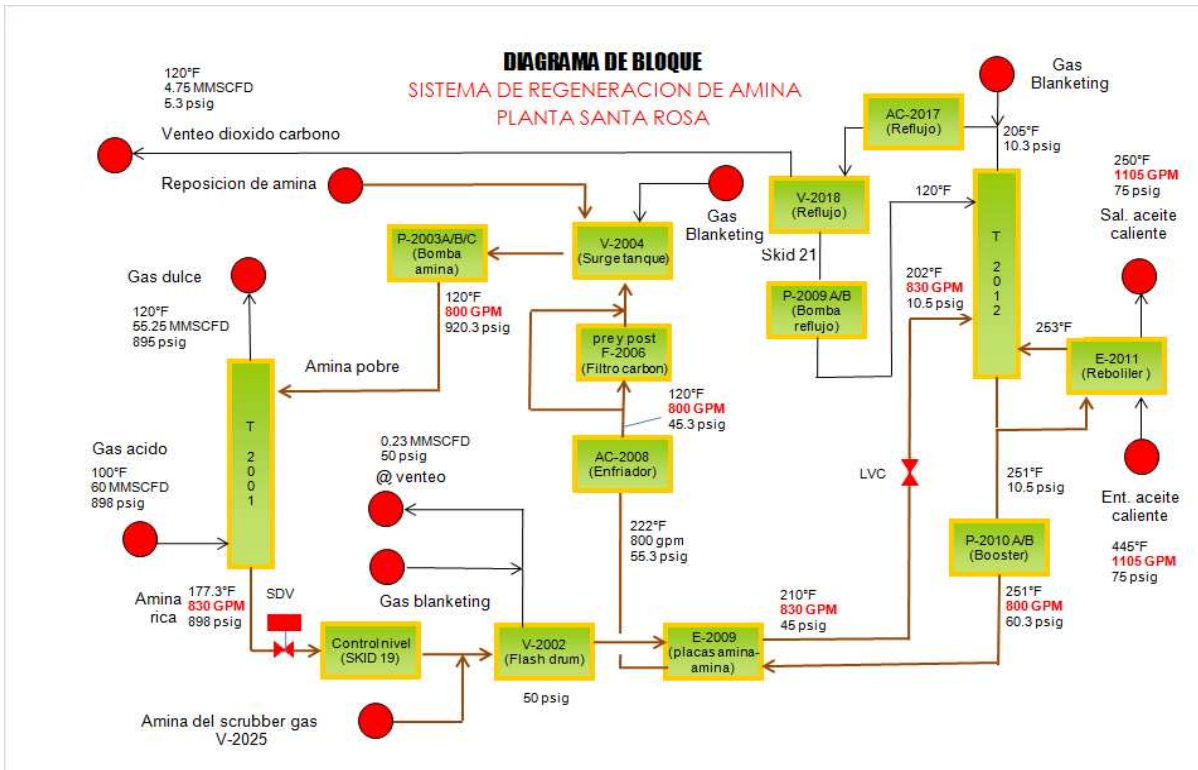 DIAGRAMA DE BLOQUE
SISTEMA DE REGENERACION DE AMINA
PLANTA SANTA ROSA
120°F
4.75 MMSCFD
5.3 psig
Venteo dioxido carbono
Reposicion de amina
Gas
Blanketing
AC-2017
(Reflujo)
205°F
10.3 psig
V-2018
(Reflujo)
120°F
250°F
1105 GPM
75 psig
Sal. aceite
caliente
Gas
Blanketing
Skid 21
V-2004
(Surge tanque)
P-2003A/B/C
(Bomba
amina)
Gas dulce
120°F
55.25 MMSCFD
895 psig
120°F
800 GPM
920.3 psig
P-2009 A/B
(Bomba
reflujo)
202°F
830 GPM
10.5 psig
T
2
0
1
2
253°F
E-2011
(Reboliler )
pre y post
F-2006
(Filtro carbon)
Amina pobre
T
2
0
0
1
Gas acido
100°F
60 MMSCFD
898 psig
0.23 MMSCFD
50 psig
@ venteo
120°F
800 GPM
45.3 psig
AC-2008
(Enfriador)
LVC
251°F
10.5 psig
Ent. aceite
caliente
445°F
1105 GPM
75 psig
222°F
800 gpm
55.3 psig
P-2010 A/B
(Booster)
251°F
800 GPM
60.3 psig
Gas blanketing
210°F
830 GPM
45 psig
Amina
rica
177.3°F
830 GPM
898 psig
SDV
Control nivel
(SKID 19)
V-2002
(Flash drum)
50 psig
E-2009
(placas amina-
amina)
Amina del scrubber gas
V-2025